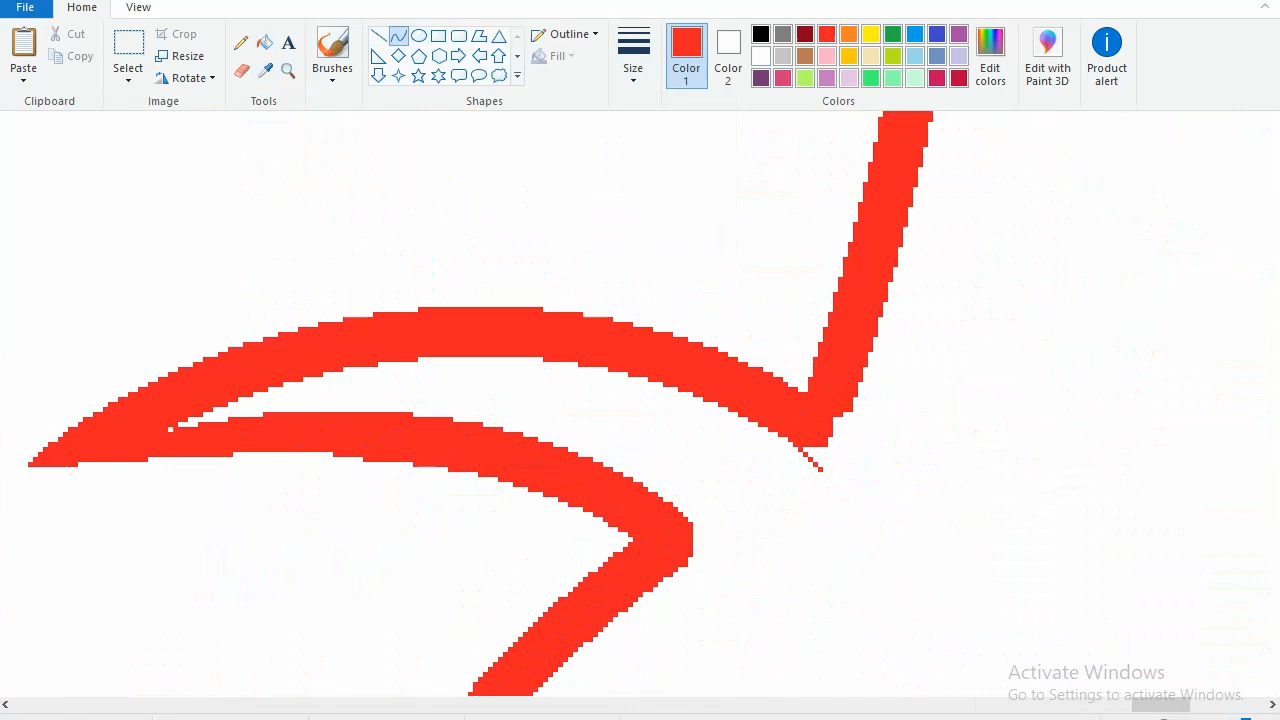 File Home View
Paste
Cut
Copy
Clipboard
Select
Crop
Resize
Rotate
Image
A
Tools
Brushes
Outline
Fill
Shapes
Size
Color 1
Color 2
Edit colors
Colors
Edit with Paint 3D
Product alert
Activate Windows
Go to Settings to activate Windows.